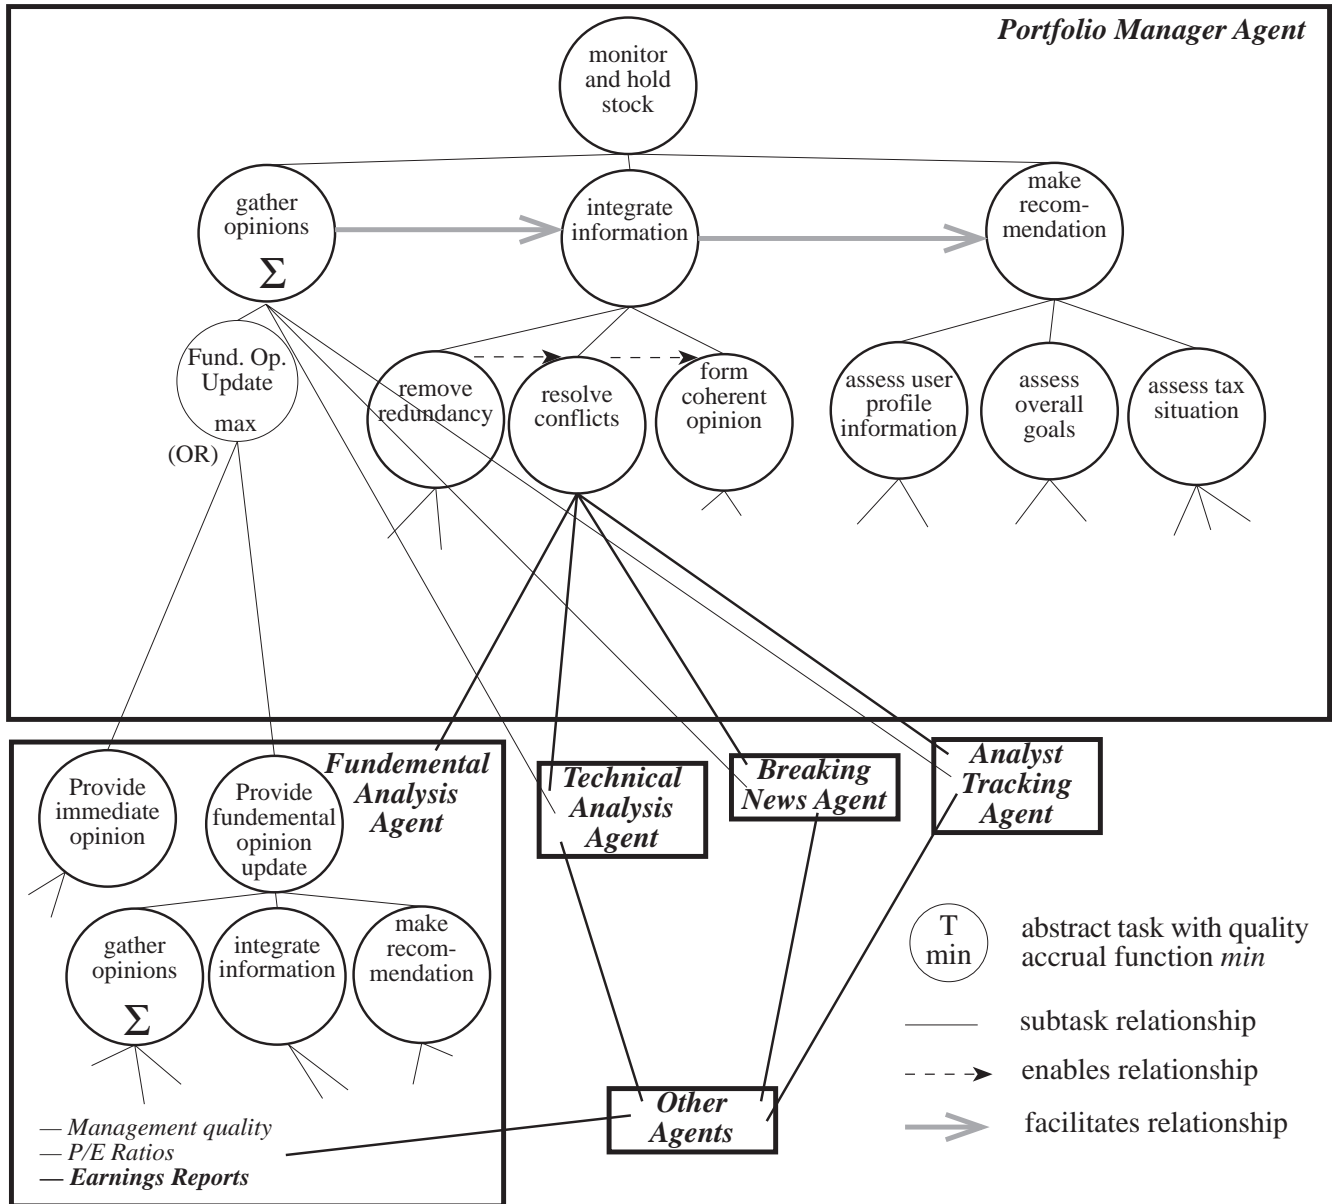 Portfolio Manager Agent
monitor
and hold
stock
gather
opinions
Σ
integrate
information
make
recom-
mendation
Fund. Op.
Update
max
(OR)
remove
redundancy
resolve
conflicts
form
coherent
opinion
assess user
profile
information
assess
overall
goals
assess tax
situation
Provide
immediate
opinion
Provide
fundemental
opinion
update
Fundemental
Analysis
Agent
Technical
Analysis
Agent
Breaking
News Agent
Analyst
Tracking
Agent
gather
opinions
Σ
integrate
information
make
recom-
mendation
— Management quality
— P/E Ratios
— Earnings Reports
Other
Agents
T
min
abstract task with quality
accrual function min
subtask relationship
enables relationship
facilitates relationship